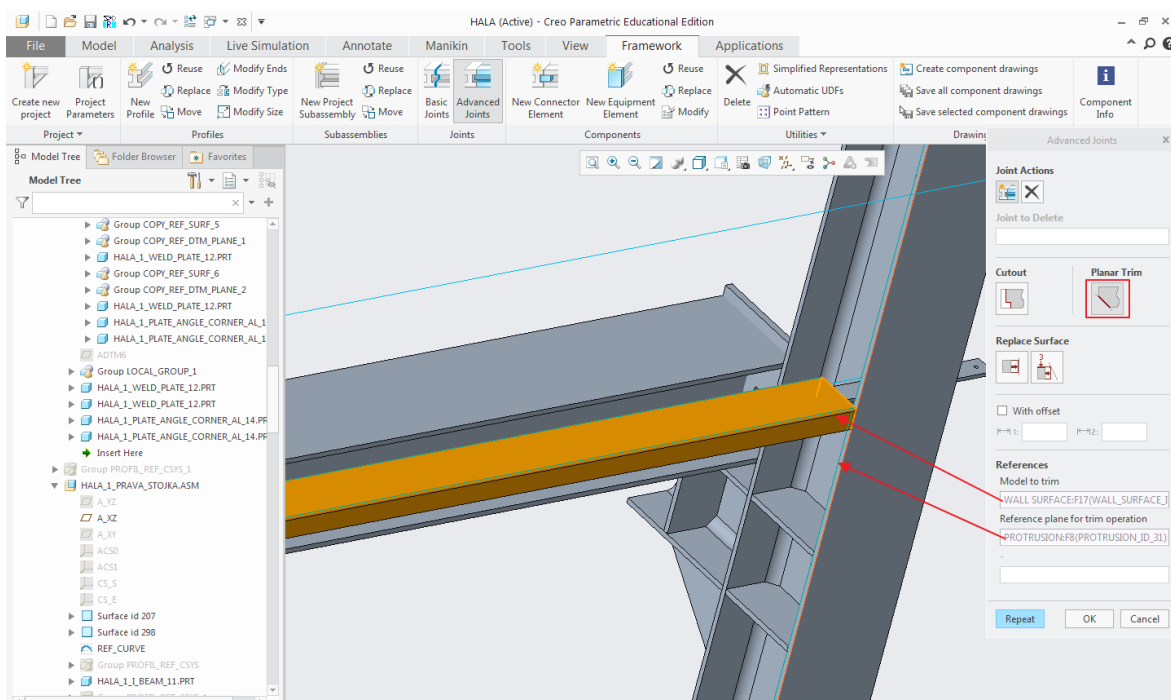 HALA (Active) - Creo Parametric Educational Edition
File Model Analysis Live Simulation Annotate Manikin Tools View Framework Applications
Create new project
Project Parameters
New Profile
Reuse
Replace
Move
Modify Ends
Modify Type
Modify Size
New Project Subassembly
Reuse
Replace
Move
Basic Joints
Advanced Joints
New Connector Element
New Equipment Element
Reuse
Replace
Modify
Delete
Simplified Representations
Automatic UDFs
Point Pattern
Create component drawings
Save all component drawings
Save selected component drawings
Component Info
Project Profiles Subassemblies Joints Components Utilities Drawing
Model Tree Folder Browser Favorites
Model Tree
Group COPY_REF_SURF_5
Group COPY_REF_DTM_PLANE_1
HALA_1_WELD_PLATE_12.PRT
Group COPY_REF_SURF_6
Group COPY_REF_DTM_PLANE_2
HALA_1_WELD_PLATE_12.PRT
HALA_1_PLATE_ANGLE_CORNER_AL_1
HALA_1_PLATE_ANGLE_CORNER_AL_1
ADTM6
Group LOCAL_GROUP_1
HALA_1_WELD_PLATE_12.PRT
HALA_1_WELD_PLATE_12.PRT
HALA_1_PLATE_ANGLE_CORNER_AL_14.PR
HALA_1_PLATE_ANGLE_CORNER_AL_14.PR
Insert Here
Group PROFIL_REF_CSYS_1
HALA_1_PRAVA_STOJKA.ASM
A_YZ
A_XZ
A_XY
ACS0
ACS1
CS_S
CS_E
Surface id 207
Surface id 298
REF_CURVE
Group PROFIL_REF_CSYS
HALA_1_I_BEAM_11.PRT
Advanced Joints
Joint Actions
Joint to Delete
Cutout Planar Trim
Replace Surface
3
With offset
1: 2:
References
Model to trim
WALL SURFACE:F17(WALL_SURFACE_I
Reference plane for trim operation
PROTRUSION:F8(PROTRUSION_ID_31):
-
Repeat OK Cancel